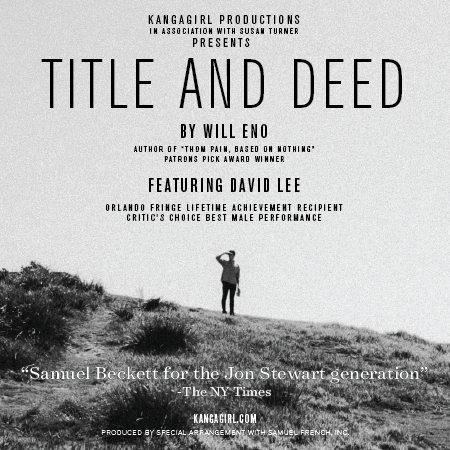 KANGAGIRL PRODUCTIONS
IN ASSOCIATION WITH SUSAN TURNER
PRESENTS
TITLE AND DEED
BY WILL ENO
AUTHOR OF "THOM PAIN, BASED ON NOTHING"
PATRONS PICK AWARD WINNER
FEATURING DAVID LEE
ORLANDO FRINGE LIFETIME ACHIEVEMENT RECIPIENT
CRITIC'S CHOICE BEST MALE PERFORMANCE
“Samuel Beckett for the Jon Stewart generation”
-The NY Times
KANGAGIRL.COM
PRODUCED BY SPECIAL ARRANGEMENT WITH SAMUEL FRENCH, INC.